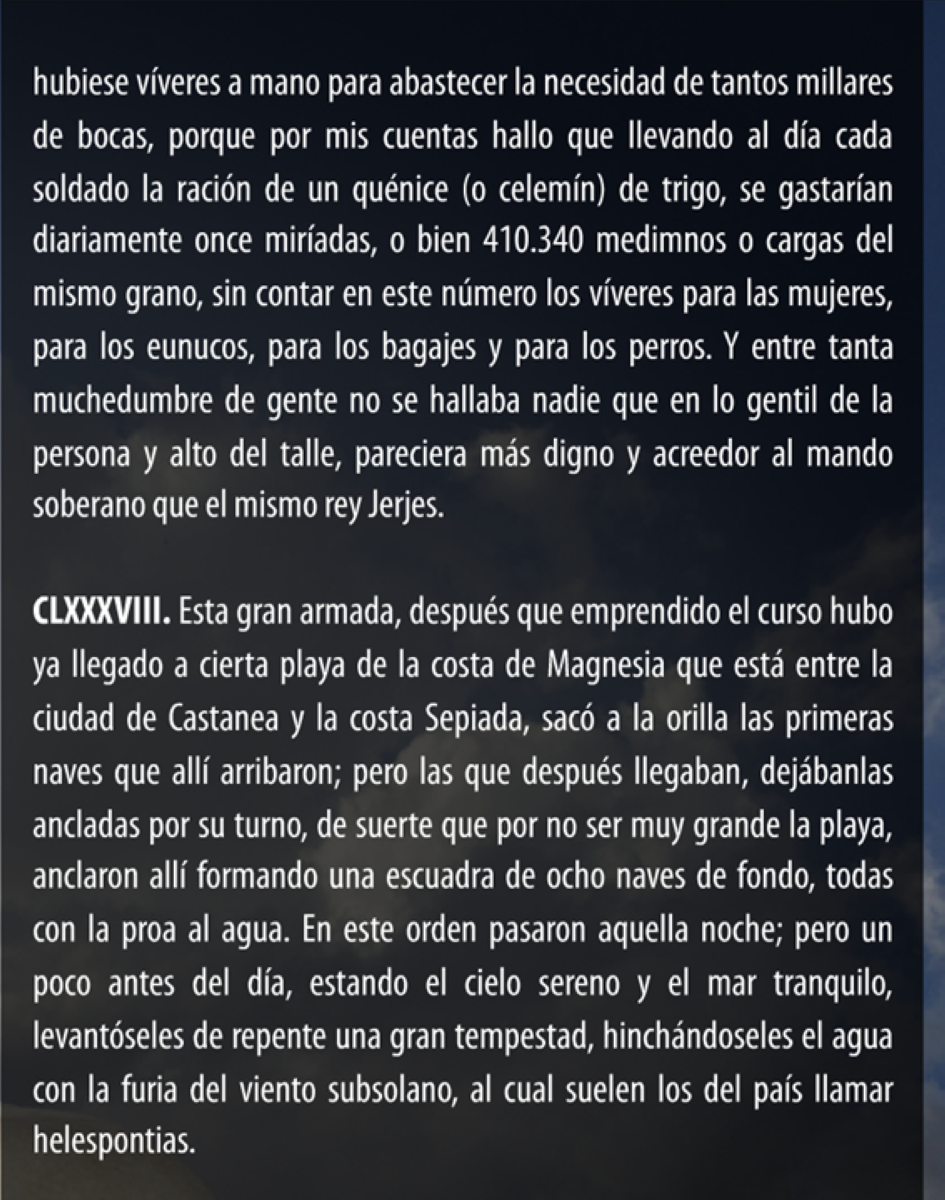 hubiese víveres a mano para abastecer la necesidad de tantos millares
de bocas, porque por mis cuentas hallo que llevando al día cada
soldado la ración de un quénice (o celemín) de trigo, se gastarían
diariamente once miríadas, o bien 410.340 medimnos o cargas del
mismo grano, sin contar en este número los víveres para las mujeres,
para los eunucos, para los bagajes y para los perros. Y entre tanta
muchedumbre de gente no se hallaba nadie que en lo gentil de la
persona y alto del talle, pareciera más digno y acreedor al mando
soberano que el mismo rey Jerjes.
CLXXXVIII. Esta gran armada, después que emprendido el curso hubo
ya llegado a cierta playa de la costa de Magnesia que está entre la
ciudad de Castanea y la costa Sepiada, sacó a la orilla las primeras
naves que allí arribaron; pero las que después llegaban, dejábanlas
ancladas por su turno, de suerte que por no ser muy grande la playa,
anclaron allí formando una escuadra de ocho naves de fondo, todas
con la proa al agua. En este orden pasaron aquella noche; pero un
poco antes del día, estando el cielo sereno y el mar tranquilo,
levantóseles de repente una gran tempestad, hinchándoseles el agua
con la furia del viento subsolano, al cual suelen los del país llamar
helespontias.